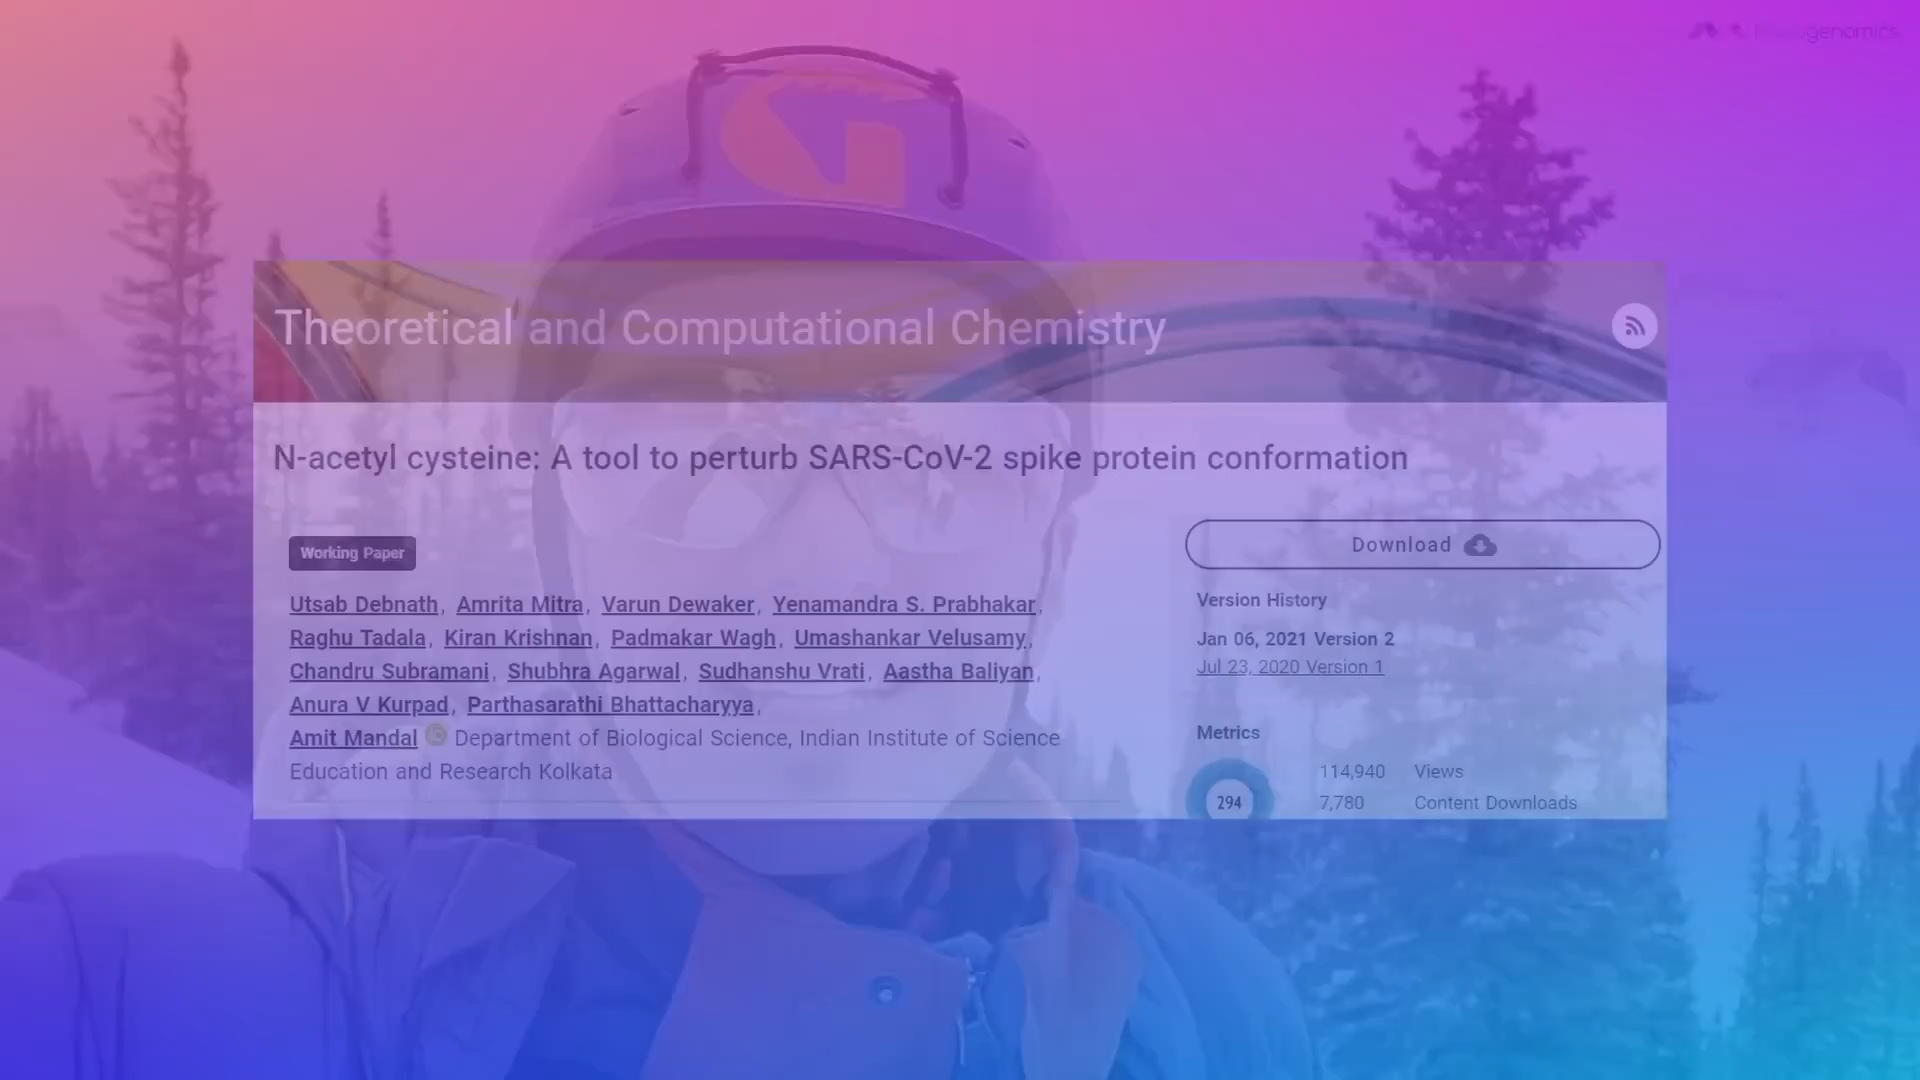 genomics
Theoretical and Computational Chemistry
N-acetyl cysteine: A tool to perturb SARS-CoV-2 spike protein conformation
Working Paper
Utsab Debnath, Amrita Mitra, Varun Dewaker, Yenamandra S. Prabhakar,
Raghu Tadala, Kiran Krishnan, Padmakar Wagh, Umashankar Velusamy,
Chandru Subramani, Shubhra Agarwal, Sudhanshu Vrati, Aastha Baliyan,
Anura V Kurpad, Parthasarathi Bhattacharyya,
Amit Mandal iD Department of Biological Science, Indian Institute of Science
Education and Research Kolkata
Download
Version History
Jan 06, 2021 Version 2
Jul 23, 2020 Version 1
Metrics
294
114,940 Views
7,780 Content Downloads